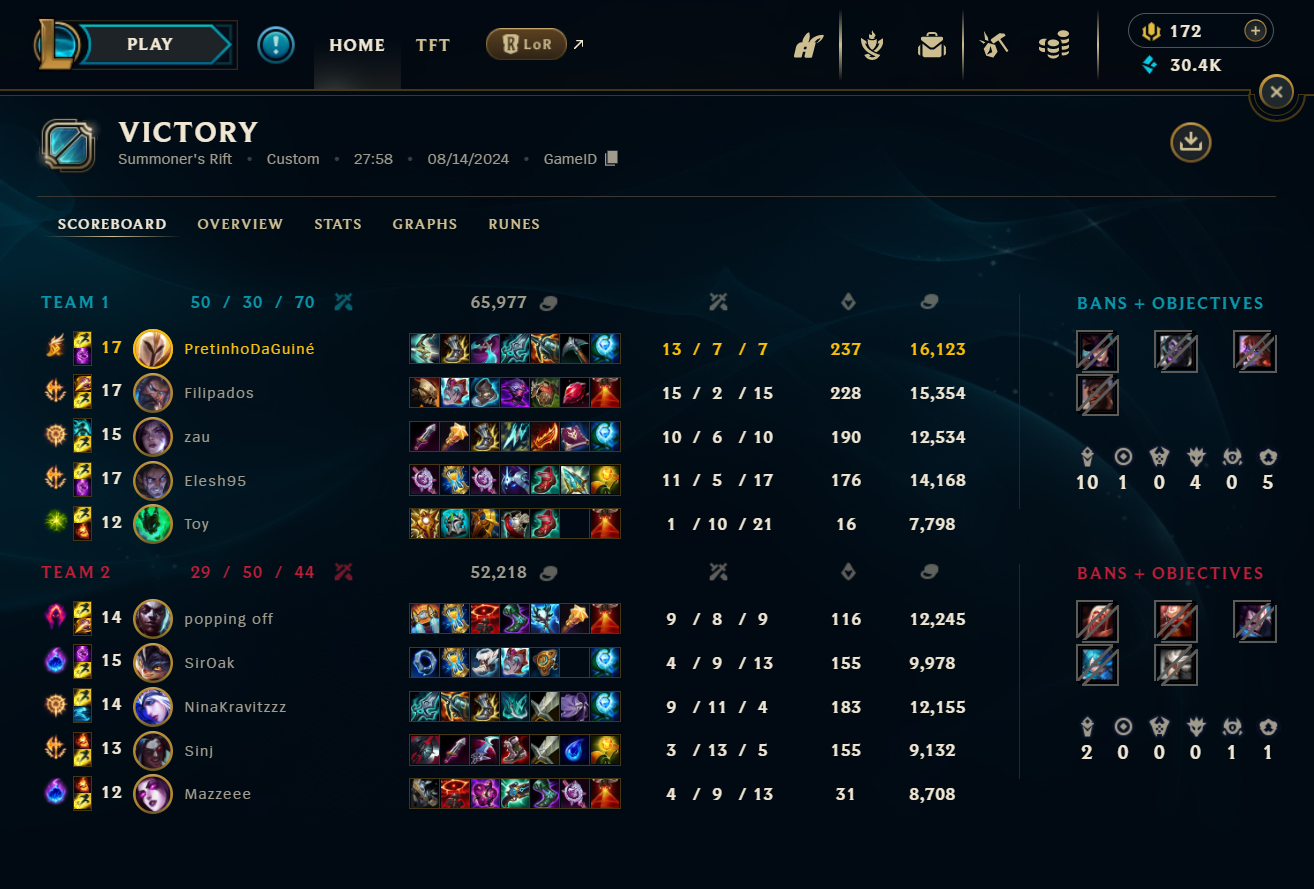 PLAY HOME TFT LoR 172
30.4K
VICTORY
Summoner's Rift • Custom • 27:58 • 08/14/2024 • GameID
SCOREBOARD OVERVIEW STATS GRAPHS RUNES
TEAM 1 50 / 30 / 70 65,977 BANS + OBJECTIVES
17 PretinhoDaGuiné 13 / 7 / 7 237 16,123
17 Filipados 15 / 2 / 15 228 15,354
15 zau 10 / 6 / 10 190 12,534
17 Elesh95 11 / 5 / 17 176 14,168
10 1 0 4 0 5
12 Toy 1 / 10 / 21 16 7,798
TEAM 2 29 / 50 / 44 52,218 BANS + OBJECTIVES
14 popping off 9 / 8 / 9 116 12,245
15 SirOak 4 / 9 / 13 155 9,978
14 NinaKravitzzz 9 / 11 / 4 183 12,155
13 Sinj 3 / 13 / 5 155 9,132
2 0 0 0 1 1
12 Mazzeee 4 / 9 / 13 31 8,708